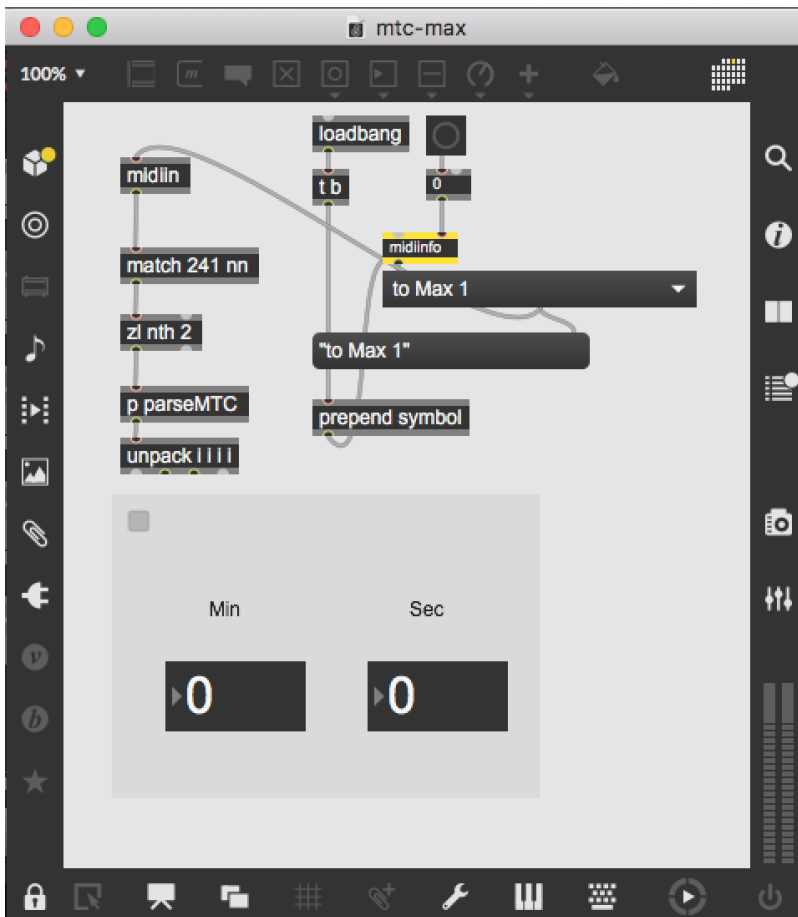 mtc-max
100%
loadbang
midiin
t b
0
midiinfo
match 241 nn
to Max 1
zl nth 2
"to Max 1"
p parseMTC
prepend symbol
unpack i i i i
Min Sec
0 0